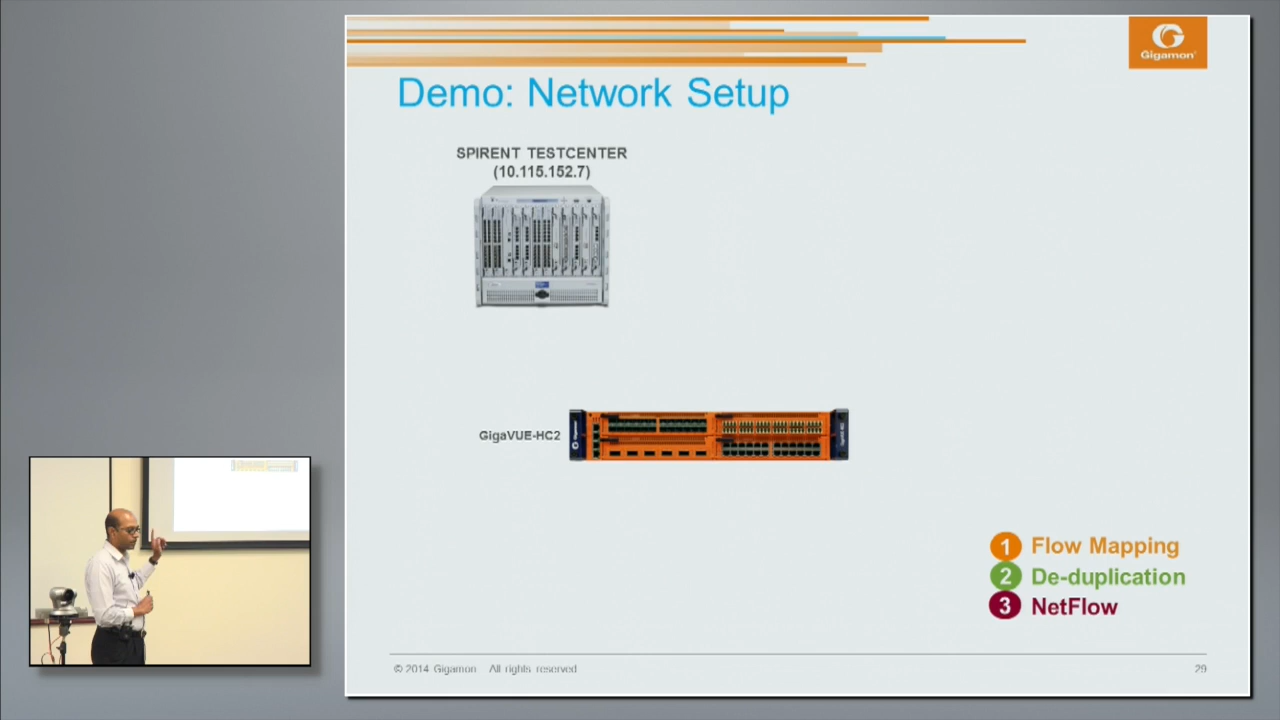 Gigamon®
Demo: Network Setup
SPIRENT TESTCENTER
(10.115.152.7)
GigaVUE-HC2
1 Flow Mapping
2 De-duplication
3 NetFlow
© 2014 Gigamon All rights reserved
29